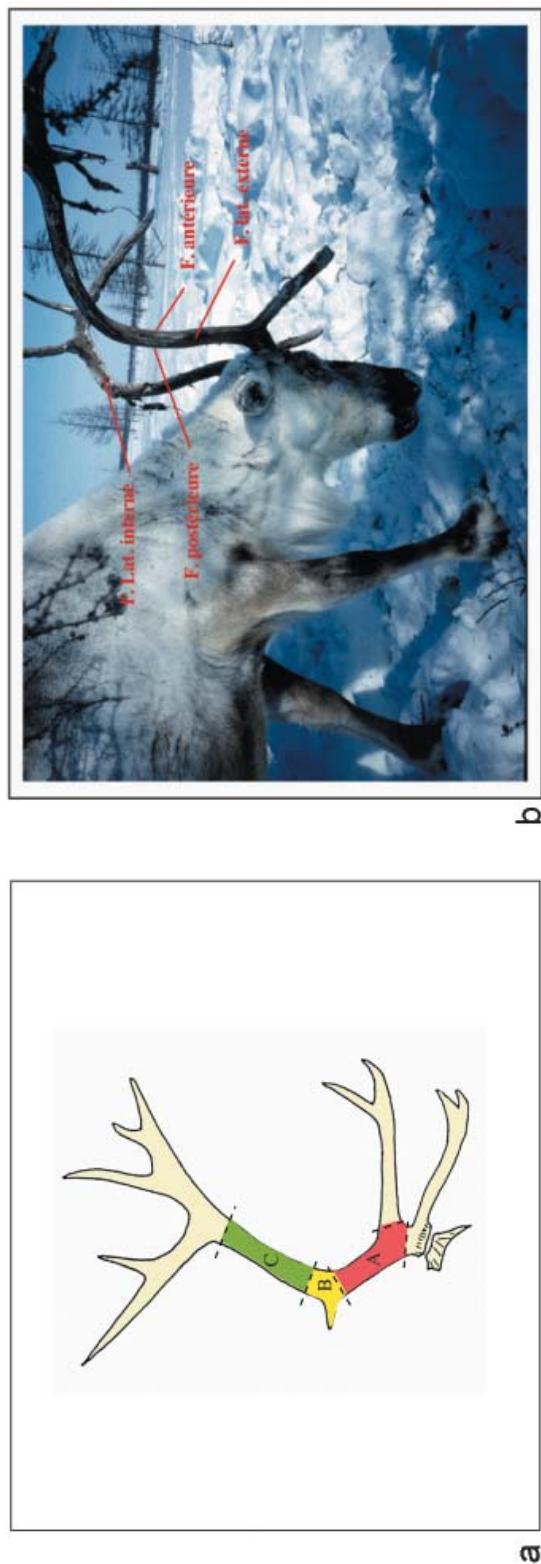 a
A
B
C
b
F. Lat. interne
F. postérieure
F. antérieure
F. lat. externe